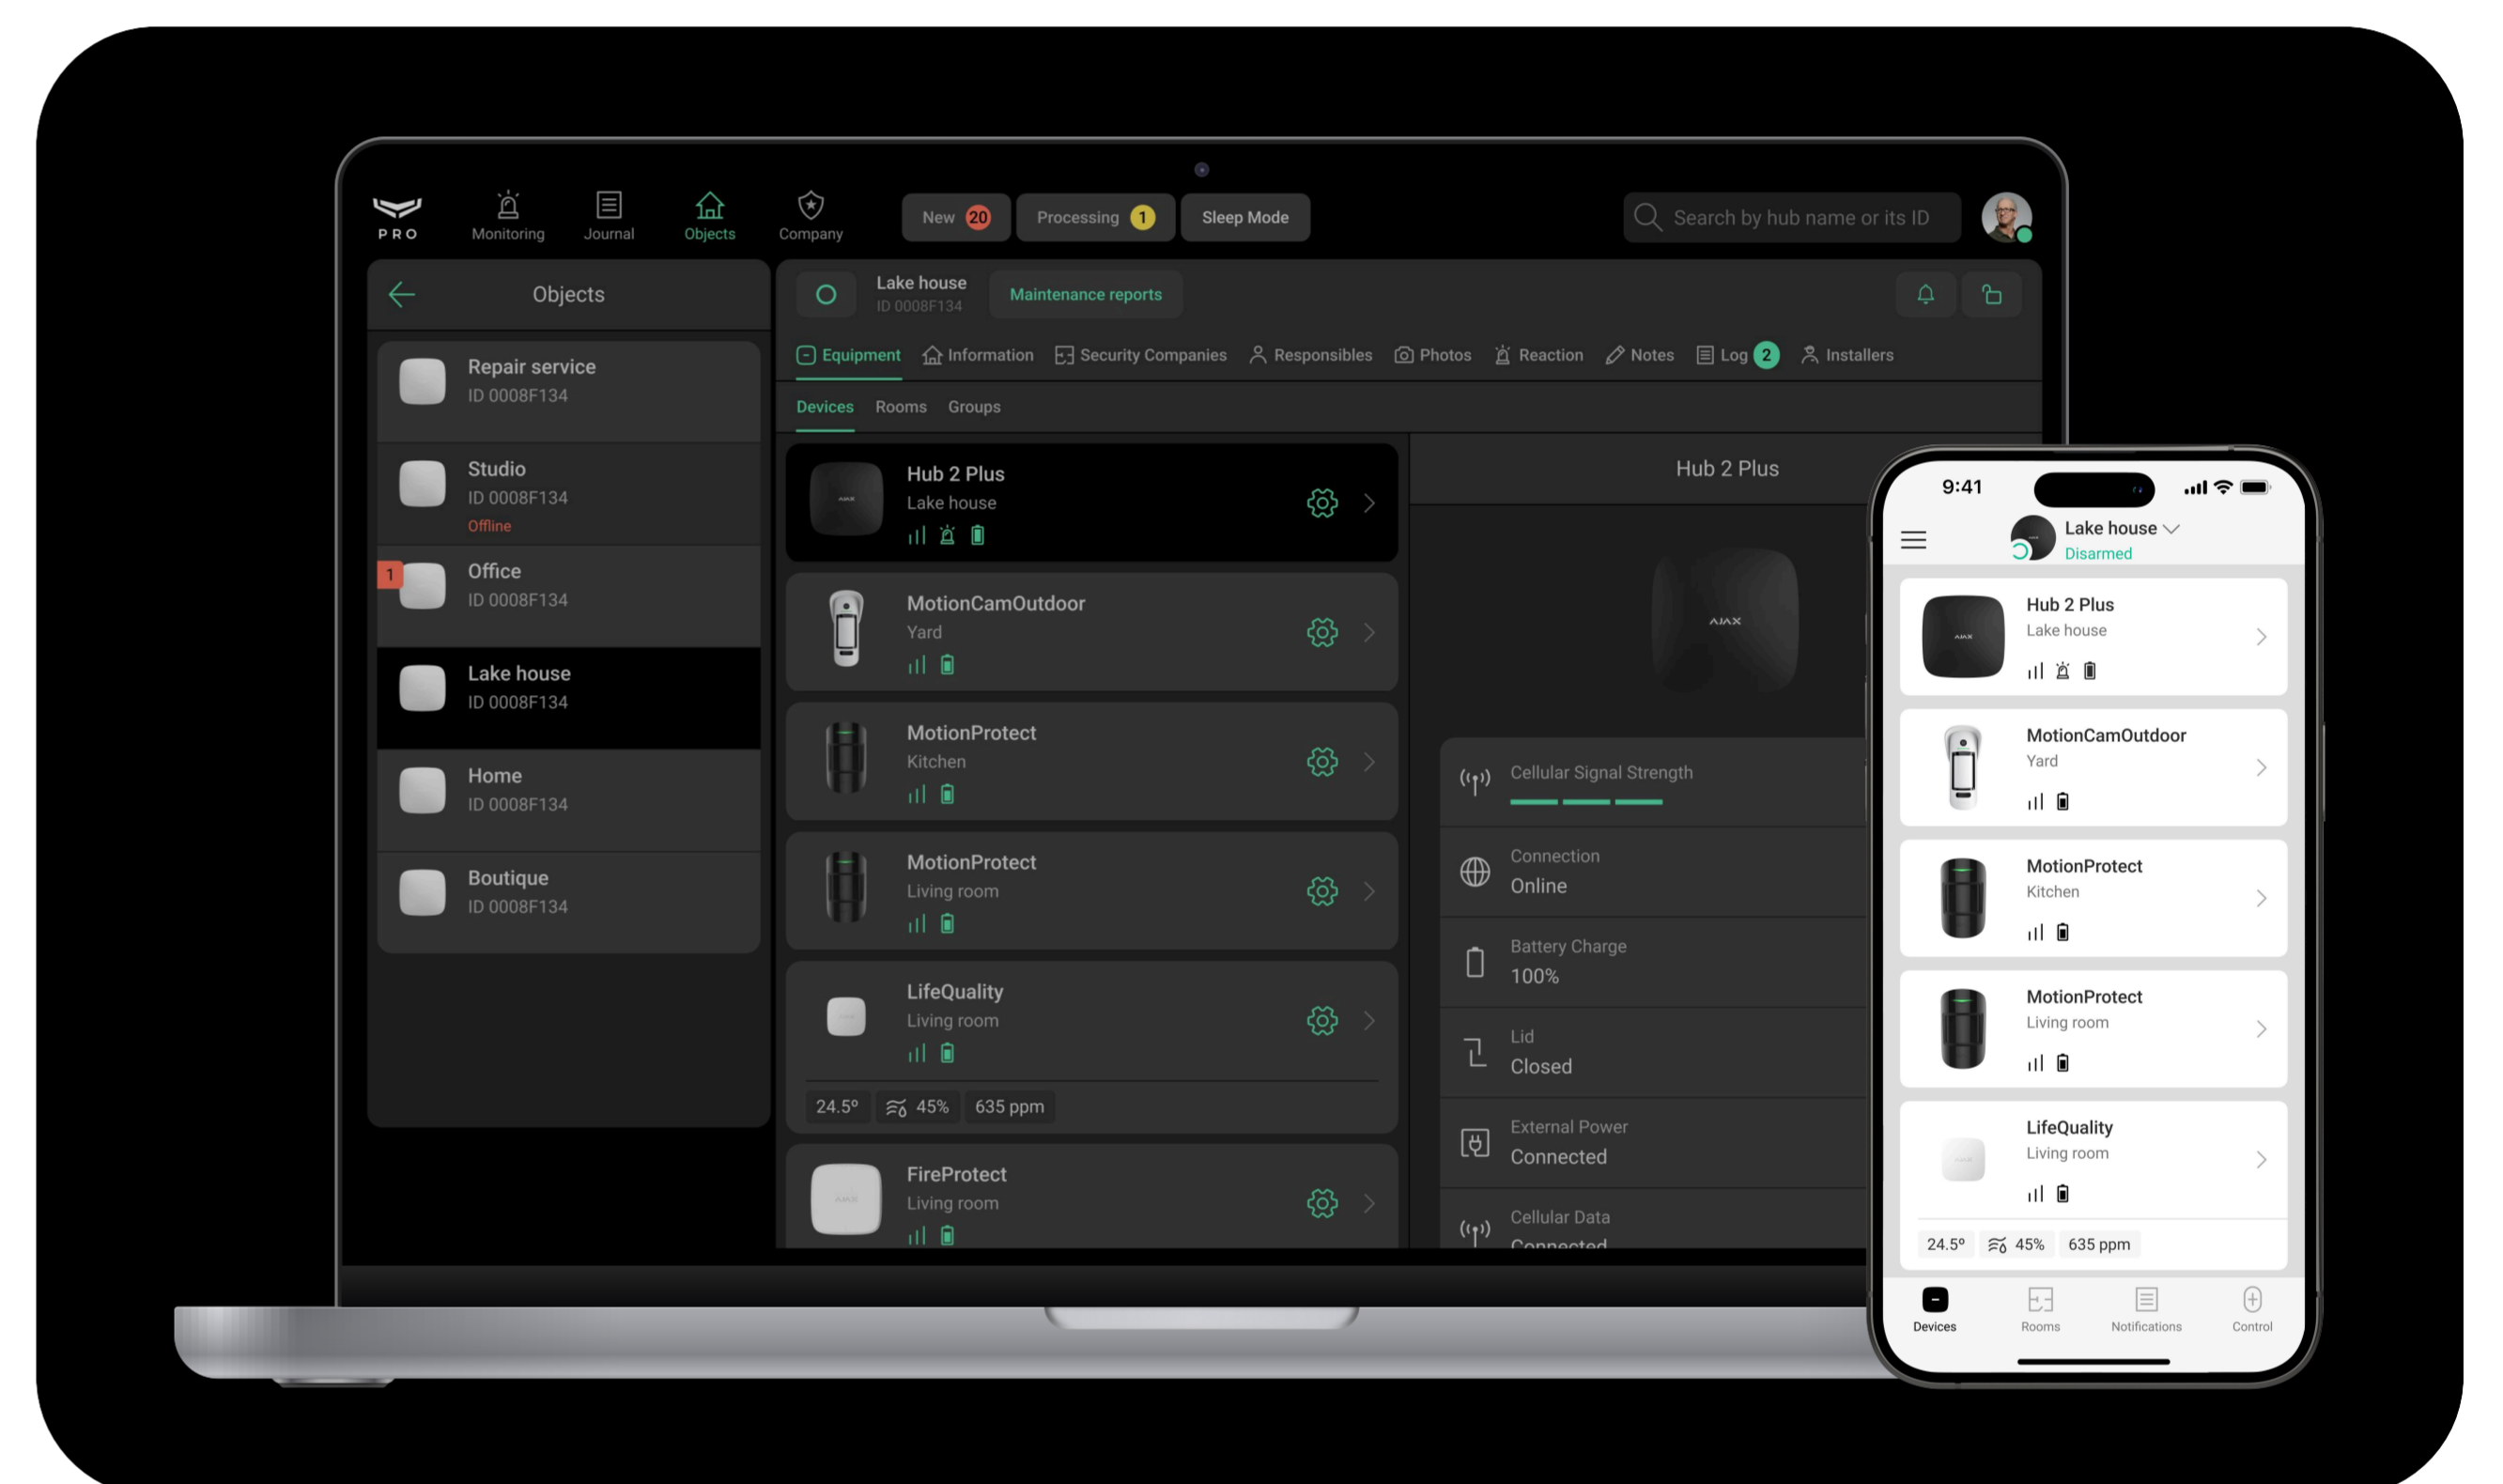 PRO
Monitoring
Journal
Objects
Company
New 20
Processing 1
Sleep Mode
Search by hub name or its ID
Objects
Repair service
ID 0008F134
Studio
ID 0008F134
Offline
1
Office
ID 0008F134
Lake house
ID 0008F134
Home
ID 0008F134
Boutique
ID 0008F134
Lake house
ID 0008F134
Maintenance reports
Equipment
Information
Security Companies
Responsibles
Photos
Reaction
Notes
Log 2
Installers
Devices
Rooms
Groups
AJAX
Hub 2 Plus
Lake house
MotionCamOutdoor
Yard
MotionProtect
Kitchen
MotionProtect
Living room
LifeQuality
Living room
24.5º
45%
635 ppm
AJAX
FireProtect
Living room
Hub 2 Plus
AJAX
Cellular Signal Strength
Connection
Online
Battery Charge
100%
Lid
Closed
External Power
Connected
Cellular Data
Connected
9:41
Lake house
Disarmed
AJAX
Hub 2 Plus
Lake house
MotionCamOutdoor
Yard
MotionProtect
Kitchen
MotionProtect
Living room
LifeQuality
Living room
24.5º
45%
635 ppm
Devices
Rooms
Notifications
Control